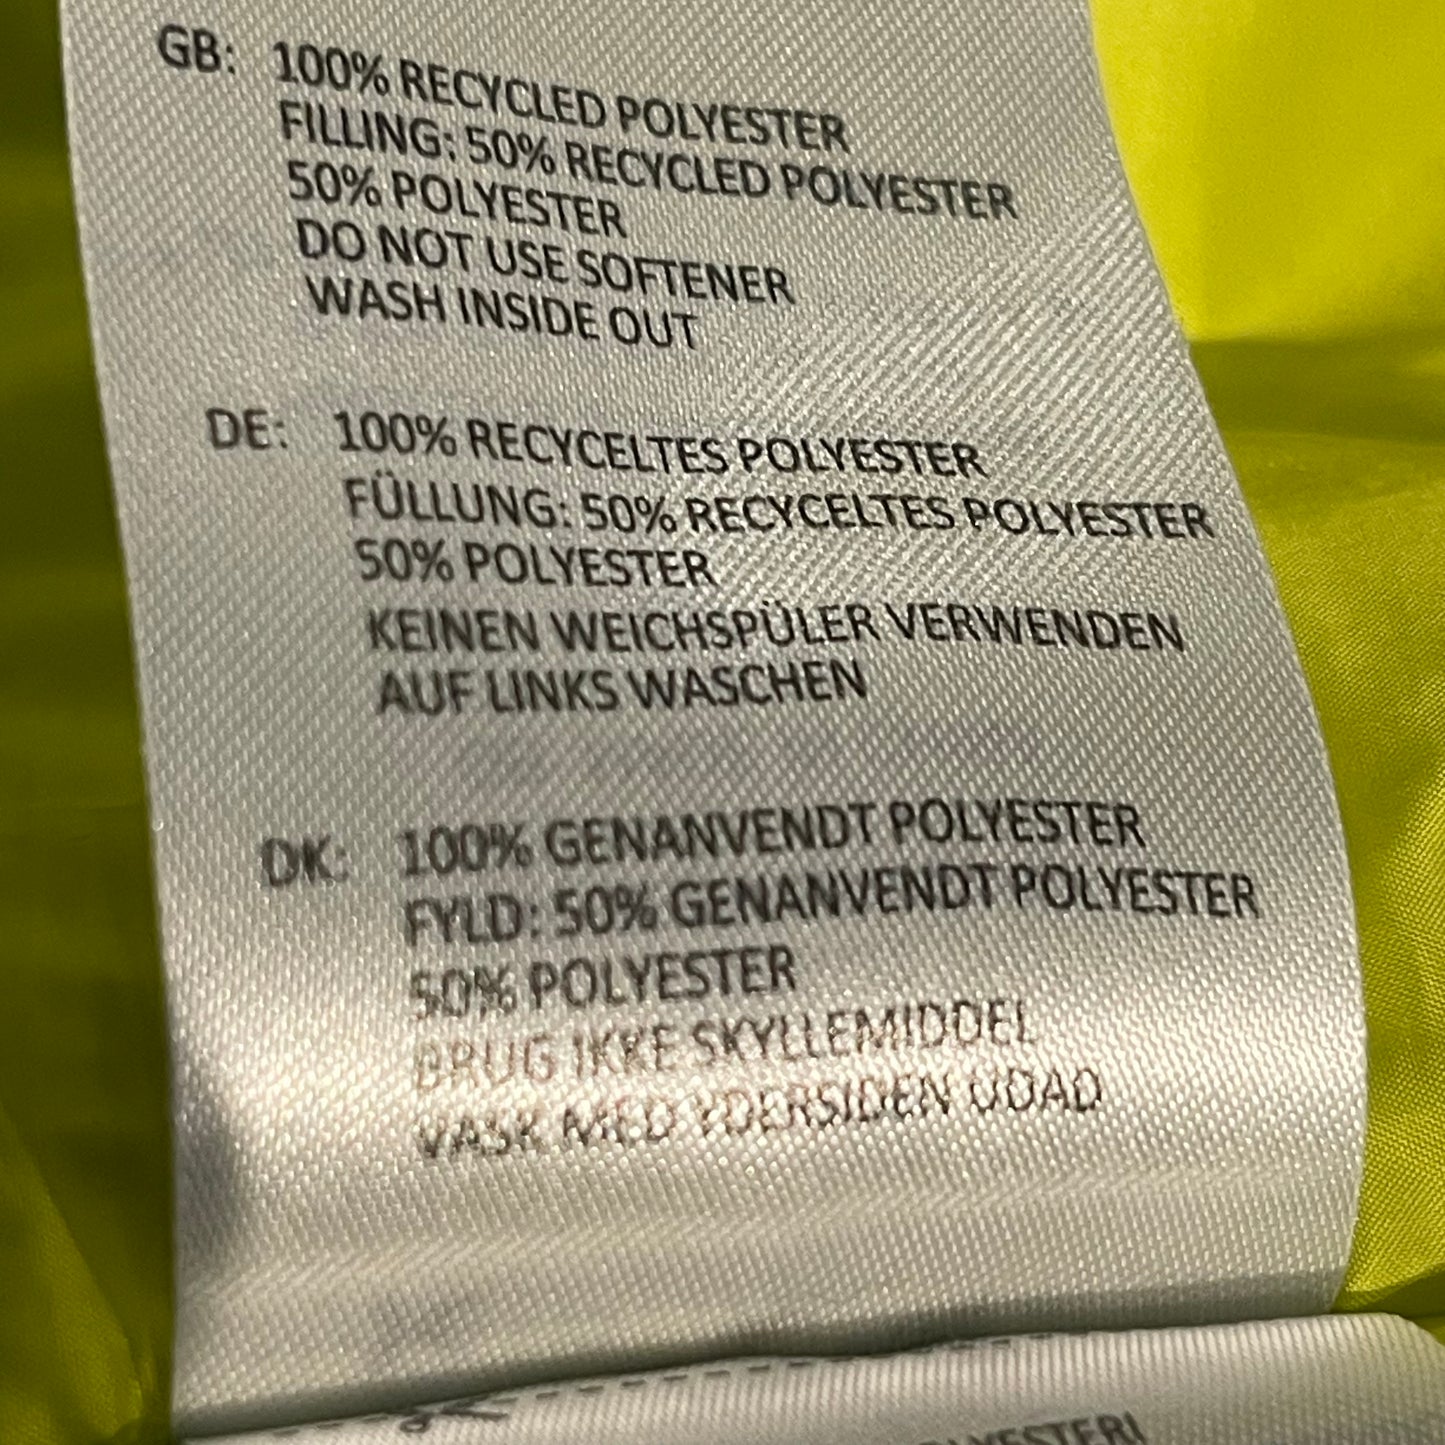 GB: 100% RECYCLED POLYESTER
FILLING: 50% RECYCLED POLYESTER
50% POLYESTER
DO NOT USE SOFTENER
WASH INSIDE OUT
DE: 100% RECYCELTES POLYESTER
FÜLLUNG: 50% RECYCELTES POLYESTER
50% POLYESTER
KEINEN WEICHSPÜLER VERWENDEN
AUF LINKS WASCHEN
DK: 100% GENANVENDT POLYESTER
FYLD: 50% GENANVENDT POLYESTER
50% POLYESTER
BRUG IKKE SKYLLEMIDDEL
VASK MED YDERSIDEN UDAD